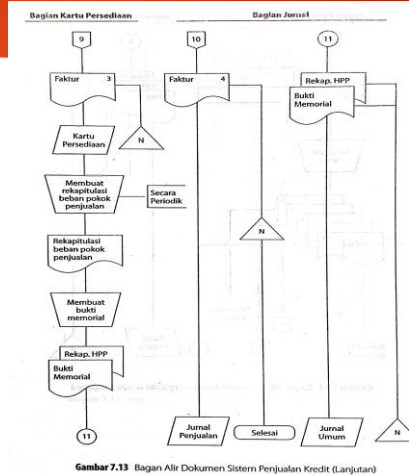 Bagian Kartu Persediaan
Bagian Jurnal
9
Faktur 3
N
Kartu
Persediaan
Membuat
rekapitulasi
beban pokok
penjualan
Secara
Periodik
Rekapitulasi
beban pokok
penjualan
Membuat
bukti
memorial
Rekap. HPP
Bukti
Memorial
11
10
Faktur 4
N
Jurnal
Penjualan
Selesai
11
Rekap. HPP
Bukti
Memorial
Jurnal
Umum
N
Gambar 7.13 Bagan Alir Dokumen Sistem Penjualan Kredit (Lanjutan)